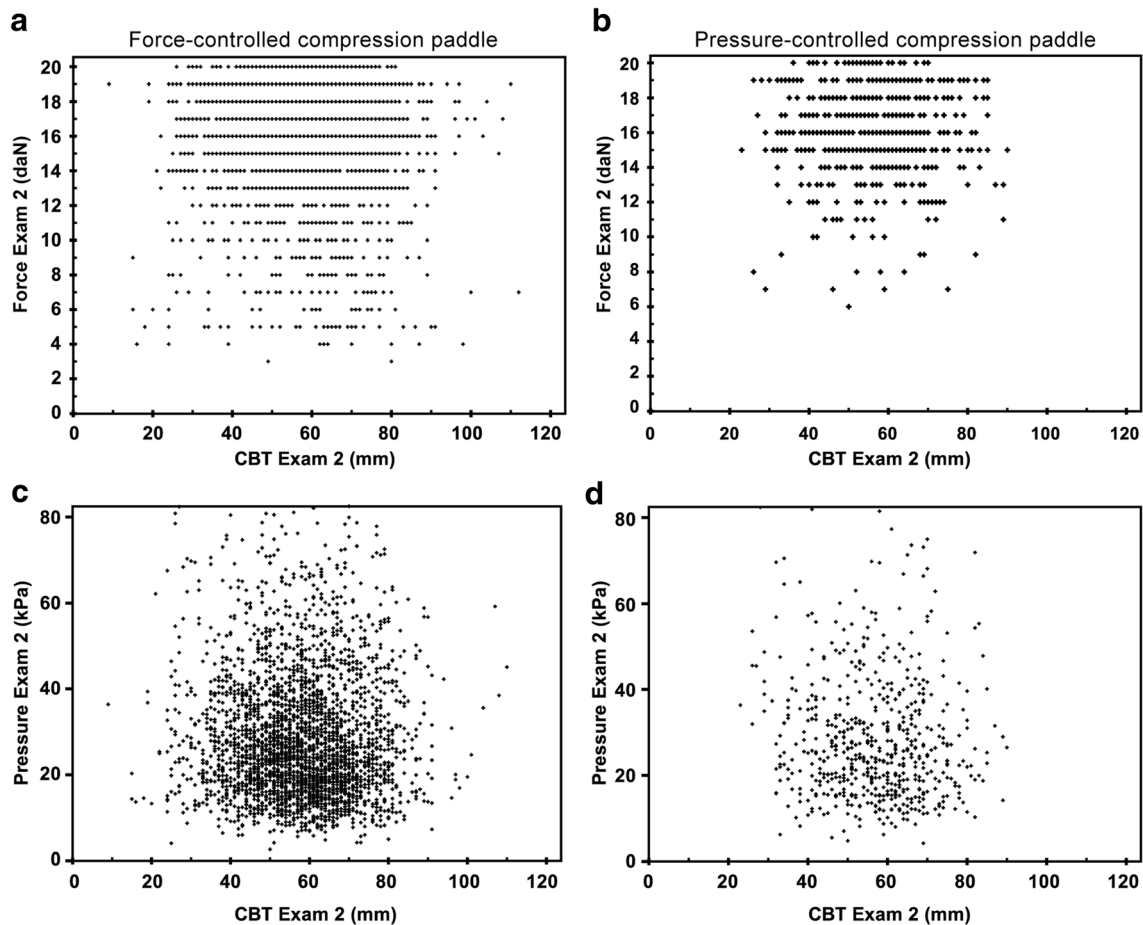 a
Force-controlled compression paddle
20
18
16
14
12
10
8
6
4
2
0
0 20 40 60 80 100 120
Force Exam 2 (daN)
CBT Exam 2 (mm)
b
Pressure-controlled compression paddle
20
18
16
14
12
10
8
6
4
2
0
0 20 40 60 80 100 120
Force Exam 2 (daN)
CBT Exam 2 (mm)
c
80
60
40
20
0
0 20 40 60 80 100 120
Pressure Exam 2 (kPa)
CBT Exam 2 (mm)
d
80
60
40
20
0
0 20 40 60 80 100 120
Pressure Exam 2 (kPa)
CBT Exam 2 (mm)